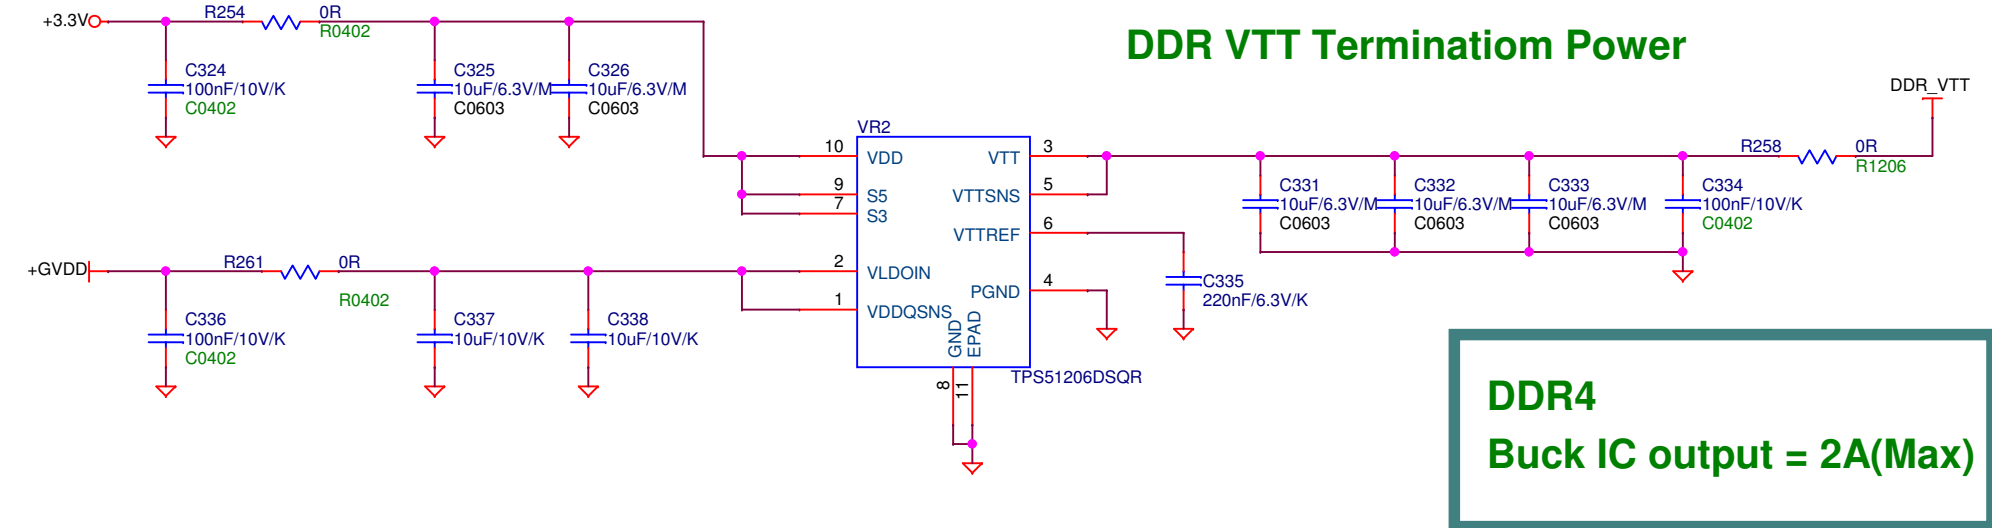 +3.3V
R254
0R
R0402
C324
100nF/10V/K
C0402
C325
10uF/6.3V/M
C0603
C326
10uF/6.3V/M
C0603
DDR VTT Terminatiom Power
DDR_VTT
VR2
10
VDD
9
S5
7
S3
2
VLDOIN
1
VDDQSNS
VTT
3
VTTSNS
5
VTTREF
6
PGND
4
GND
EPAD
8
11
TPS51206DSQR
R258
0R
R1206
C331
10uF/6.3V/M
C0603
C332
10uF/6.3V/M
C0603
C333
10uF/6.3V/M
C0603
C334
100nF/10V/K
C0402
C335
220nF/6.3V/K
+GVDD
R261
0R
R0402
C336
100nF/10V/K
C0402
C337
10uF/10V/K
C338
10uF/10V/K
DDR4
Buck IC output = 2A(Max)